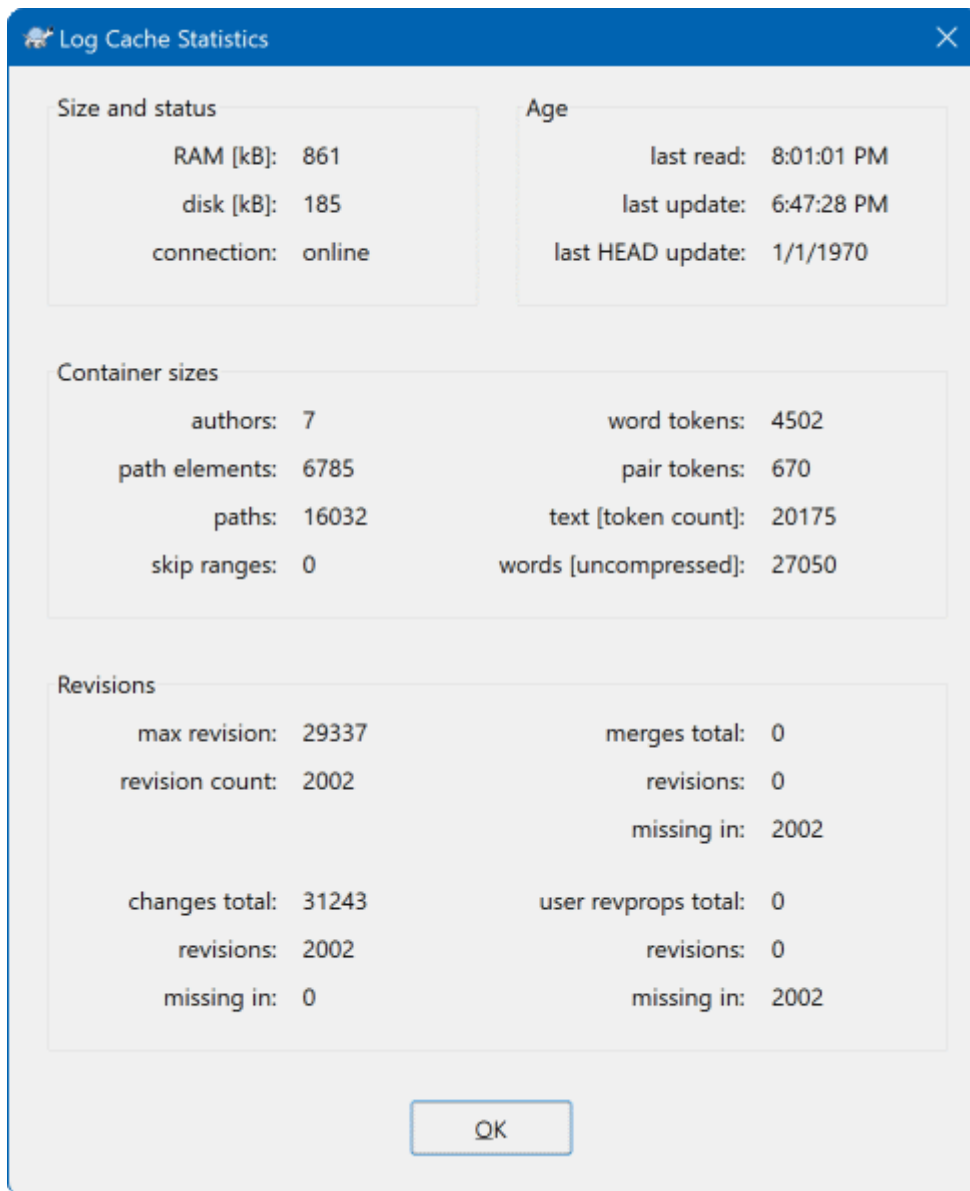 Log Cache Statistics
Size and status
RAM [kB]: 861
disk [kB]: 185
connection: online
Age
last read: 8:01:01 PM
last update: 6:47:28 PM
last HEAD update: 1/1/1970
Container sizes
authors: 7
path elements: 6785
paths: 16032
skip ranges: 0
word tokens: 4502
pair tokens: 670
text [token count]: 20175
words [uncompressed]: 27050
Revisions
max revision: 29337
revision count: 2002
merges total: 0
revisions: 0
missing in: 2002
changes total: 31243
revisions: 2002
missing in: 0
user revprops total: 0
revisions: 0
missing in: 2002
OK